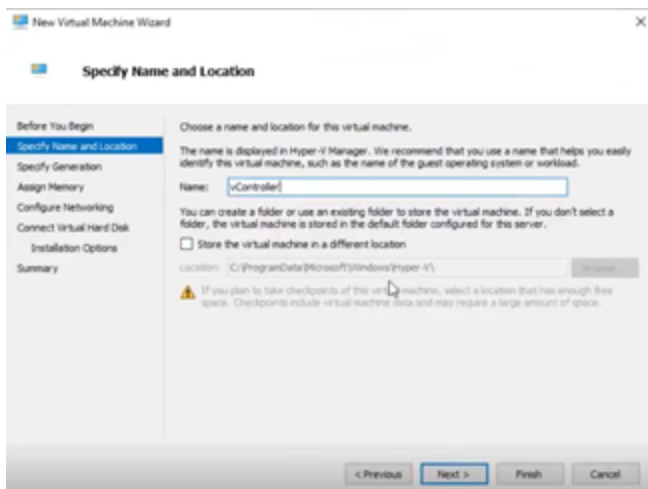 New Virtual Machine Wizard
Specify Name and Location
Before You Begin
Specify Name and Location
Specify Generation
Assign Memory
Configure Networking
Connect Virtual Hard Disk
Installation Options
Summary
Choose a name and location for this virtual machine.
The name is displayed in Hyper-V Manager. We recommend that you use a name that helps you easily
identify this virtual machine, such as the name of the guest operating system or workload.
Name: vController
You can create a folder or use an existing folder to store the virtual machine. If you don't select a
folder, the virtual machine is stored in the default folder configured for this server.
Store the virtual machine in a different location
Location: C:\ProgramData\Microsoft\Windows\Hyper-V\
Browse...
If you plan to take checkpoints of this virtual machine, select a location that has enough free
space. Checkpoints include virtual machine data and may require a large amount of space.
< Previous Next > Finish Cancel